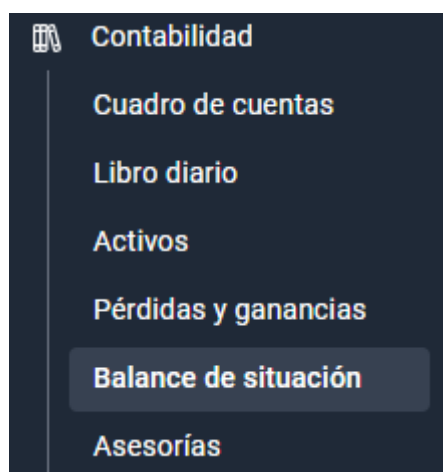 Contabilidad
Cuadro de cuentas
Libro diario
Activos
Pérdidas y ganancias
Balance de situación
Asesorías